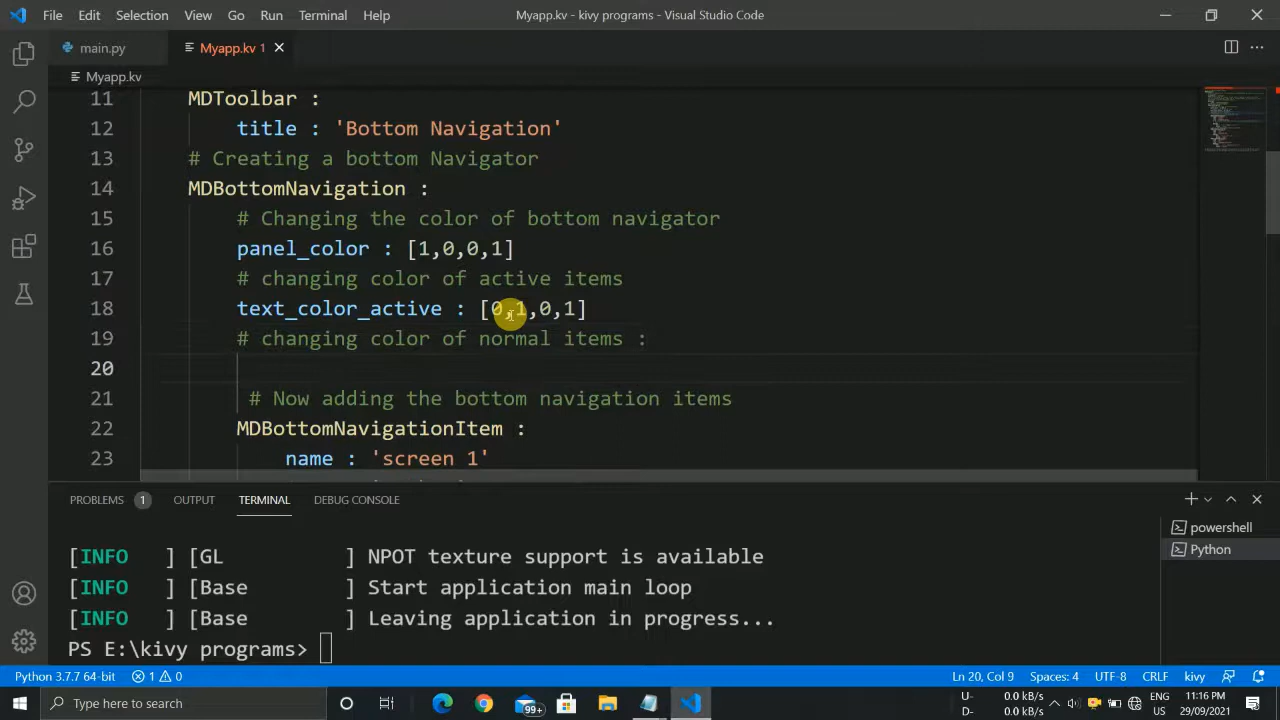 File Edit Selection View Go Run Terminal Help Myapp.kv - kivy programs - Visual Studio Code
main.py Myapp.kv 1
Myapp.kv
11 MDToolbar :
12 title : 'Bottom Navigation'
13 # Creating a bottom Navigator
14 MDBottomNavigation :
15 # Changing the color of bottom navigator
16 panel_color : [1,0,0,1]
17 # changing color of active items
18 text_color_active : [0,1,0,1]
19 # changing color of normal items :
20
21 # Now adding the bottom navigation items
22 MDBottomNavigationItem :
23 name : 'screen 1'
PROBLEMS 1 OUTPUT TERMINAL DEBUG CONSOLE
[INFO ] [GL ] NPOT texture support is available
[INFO ] [Base ] Start application main loop
[INFO ] [Base ] Leaving application in progress...
PS E:\kivy programs>
powershell
Python
Python 3.7.7 64-bit 1 0 Ln 20, Col 9 Spaces: 4 UTF-8 CRLF kivy
Type here to search 99+ U- 0.0 kB/s ENG 11:16 PM
D- 0.0 kB/s US 29/09/2021